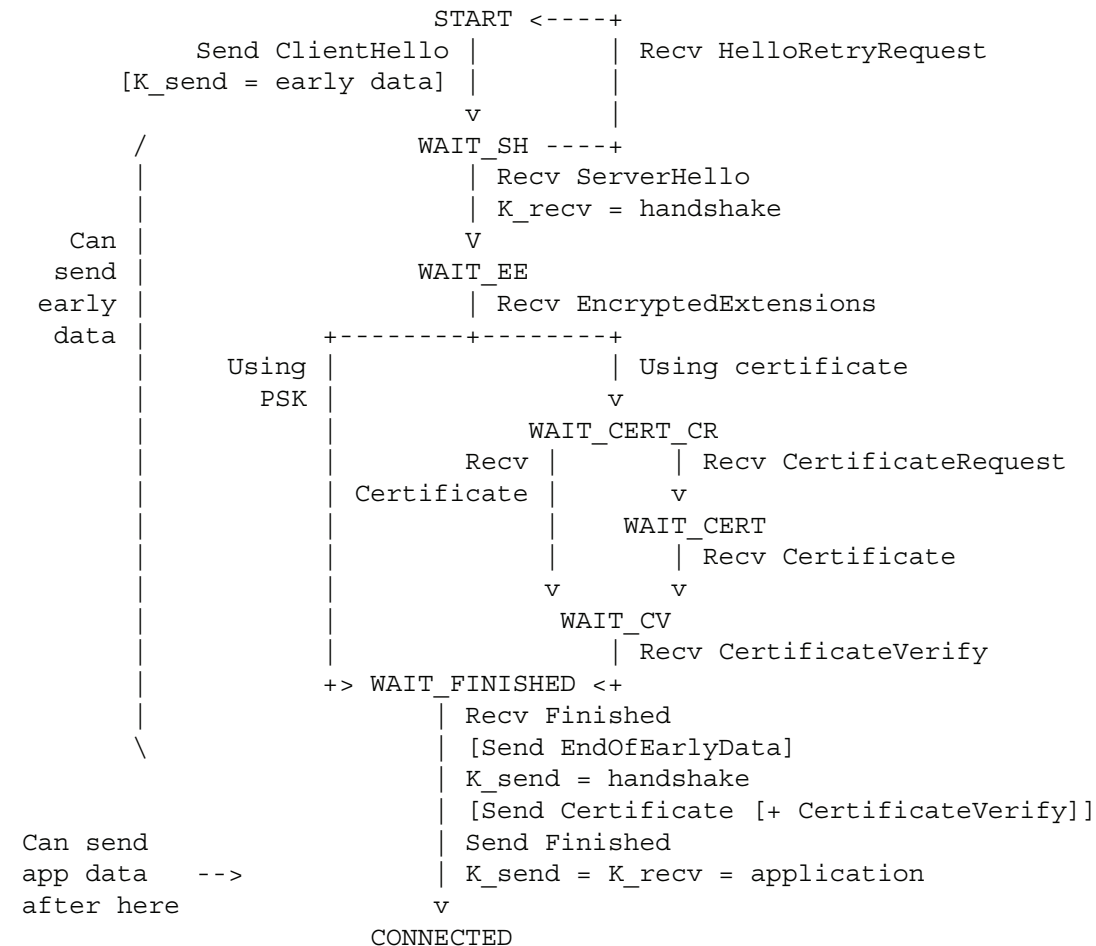 START <----+
               Send ClientHello |        | Recv HelloRetryRequest
          [K_send = early data] |        |
                                v        |
           /                 WAIT_SH ----+
           |                    | Recv ServerHello
           |                    | K_recv = handshake
       Can |                    V
      send |                 WAIT_EE
     early |                    | Recv EncryptedExtensions
      data |           +--------+--------+
           |     Using |                 | Using certificate
           |       PSK |                 v
           |           |            WAIT_CERT_CR
           |           |        Recv |       | Recv CertificateRequest
           |           | Certificate |       v
           |           |             |    WAIT_CERT
           |           |             |       | Recv Certificate
           |           |             v       v
           |           |              WAIT_CV
           |           |                 | Recv CertificateVerify
           |           +> WAIT_FINISHED <+
           |                  | Recv Finished
           \                  | [Send EndOfEarlyData]
                              | K_send = handshake
                              | [Send Certificate [+ CertificateVerify]]
    Can send                  | Send Finished
    app data   -->            | K_send = K_recv = application
    after here                v
                          CONNECTED